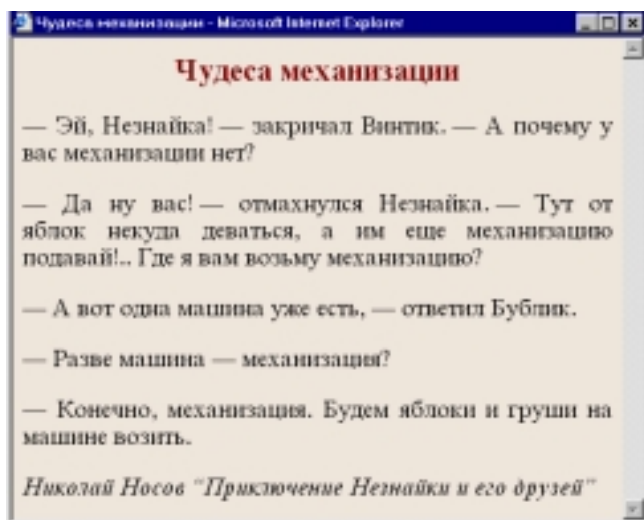 Чудеса механизации - Microsoft Internet Explorer
Чудеса механизации
— Эй, Незнайка! — закричал Винтик. — А почему у
вас механизации нет?
— Да ну вас! — отмахнулся Незнайка. — Тут от
яблок некуда деваться, а им еще механизацию
подавай!.. Где я вам возьму механизацию?
— А вот одна машина уже есть, — ответил Бублик.
— Разве машина — механизация?
— Конечно, механизация. Будем яблоки и груши на
машине возить.
Николай Носов "Приключение Незнайки и его друзей"